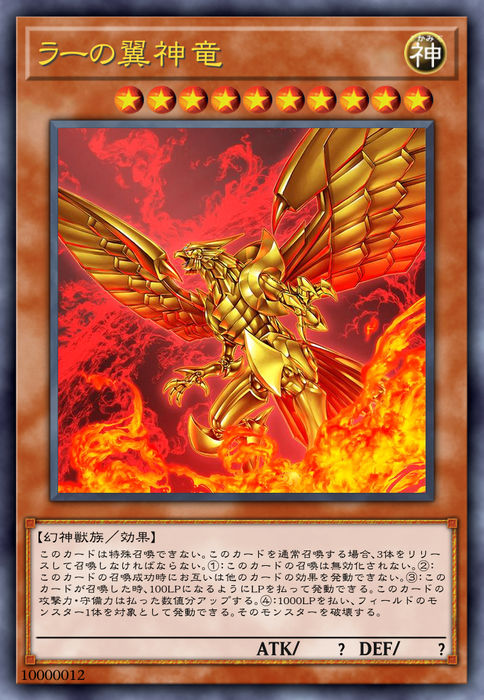 ラーの翼神竜
かみ
神
【幻神獣族／効果】
このカードは特殊召喚できない。このカードを通常召喚する場合、3体をリリー
スして召喚しなければならない。①：このカードの召喚は無効化されない。②：
このカードの召喚成功時にお互いは他のカードの効果を発動できない。③：このカー
ドが召喚した時、100LPになるようにLPを払って発動できる。このカードの
攻撃力・守備力は払った数値分アップする。④：1000LPを払い、フィールドのモ
ンスター1体を対象として発動できる。そのモンスターを破壊する。
ATK/ ? DEF/ ?
10000012